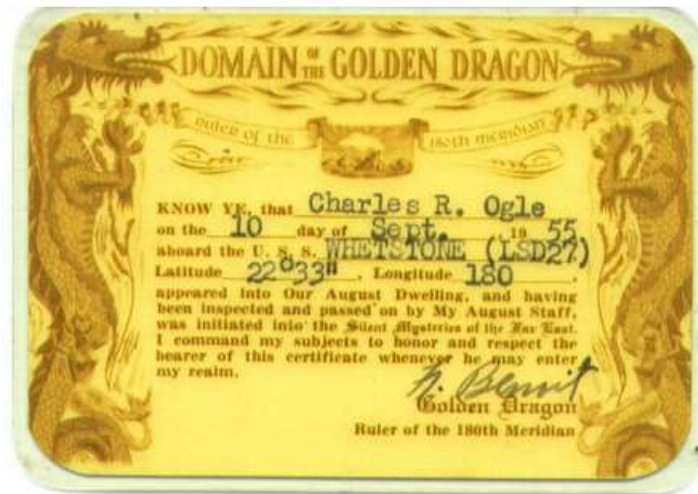 DOMAIN OF THE GOLDEN DRAGON
ruler of the 180th meridian
KNOW YE, that Charles R. Ogle
on the 10 day of Sept. , 19 55
aboard the U. S. S. WHETSTONE (LSD27)
Latitude 22°33" , Longitude 180 ,
appeared into Our August Dwelling, and having
been inspected and passed on by My August Staff,
was initiated into the Silent Mysteries of the Far East.
I command my subjects to honor and respect the
bearer of this certificate whenever he may enter
my realm.
Golden Dragon
Ruler of the 180th Meridian